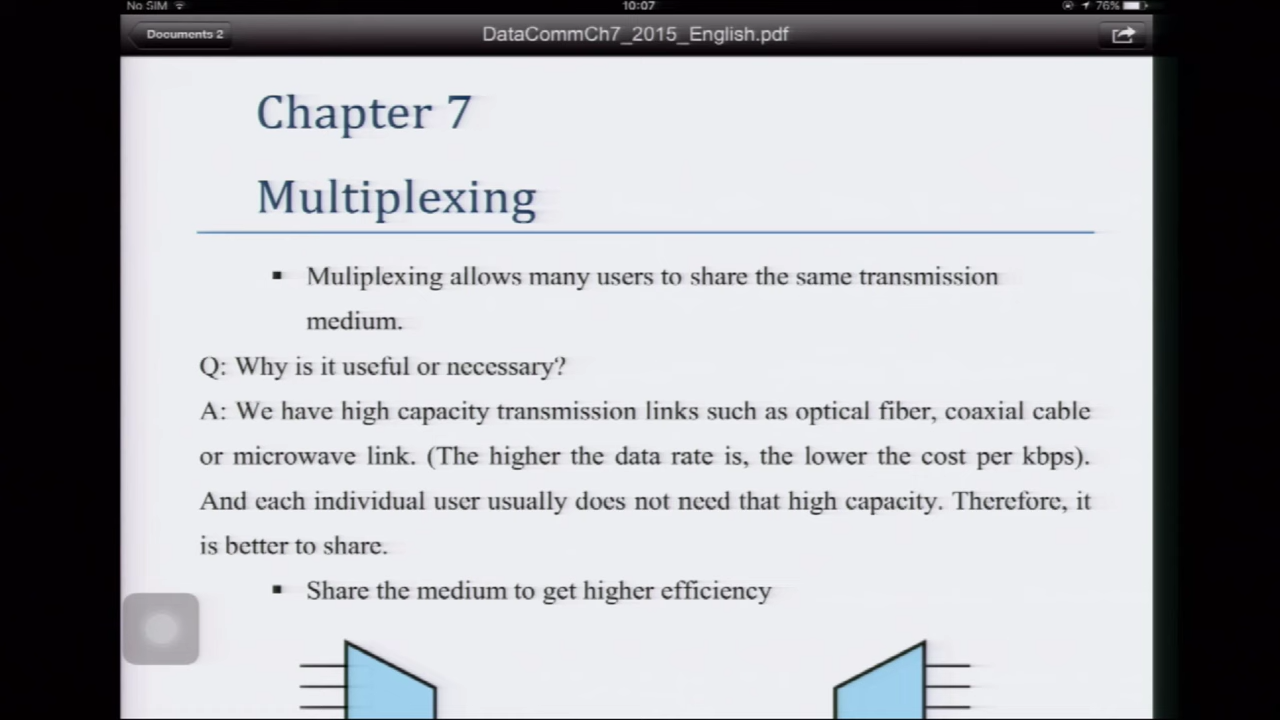 No SIM 10:07 76%
Documents 2 DataCommCh7_2015_English.pdf
Chapter 7
Multiplexing
▪ Muliplexing allows many users to share the same transmission
medium.
Q: Why is it useful or necessary?
A: We have high capacity transmission links such as optical fiber, coaxial cable
or microwave link. (The higher the data rate is, the lower the cost per kbps).
And each individual user usually does not need that high capacity. Therefore, it
is better to share.
▪ Share the medium to get higher efficiency